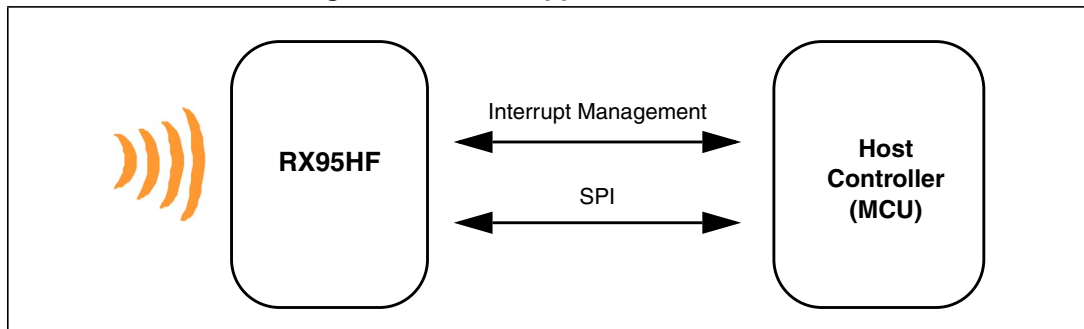 RX95HF
Interrupt Management
SPI
Host
Controller
(MCU)